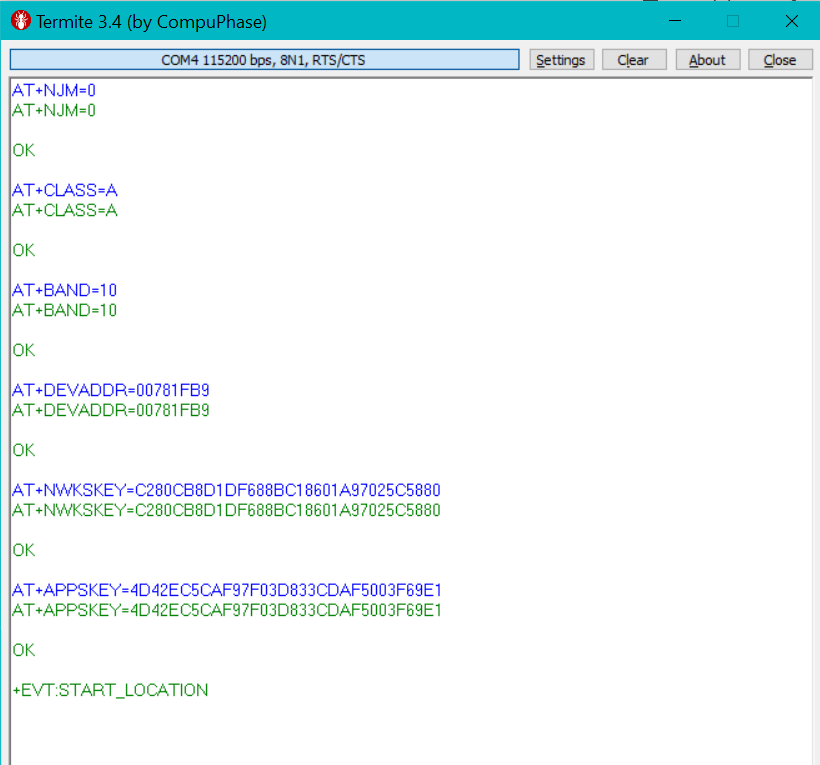 Termite 3.4 (by CompuPhase)
COM4 115200 bps, 8N1, RTS/CTS
Settings
Clear
About
Close
AT+NJM=0
AT+NJM=0
OK
AT+CLASS=A
AT+CLASS=A
OK
AT+BAND=10
AT+BAND=10
OK
AT+DEVADDR=00781FB9
AT+DEVADDR=00781FB9
OK
AT+NWKSKEY=C280CB8D1DF688BC18601A97025C5880
AT+NWKSKEY=C280CB8D1DF688BC18601A97025C5880
OK
AT+APPSKEY=4D42EC5CAF97F03D833CDAF5003F69E1
AT+APPSKEY=4D42EC5CAF97F03D833CDAF5003F69E1
OK
+EVT:START_LOCATION